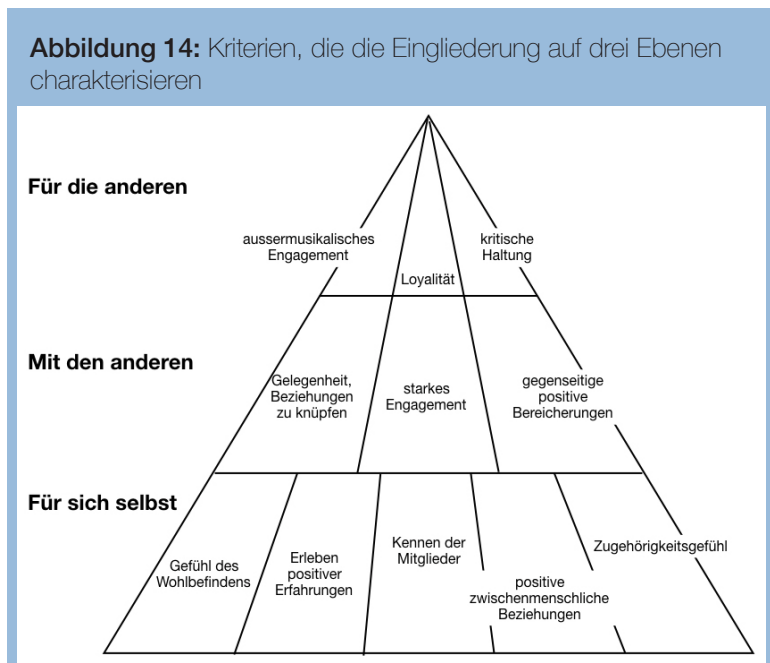 Abbildung 14: Kriterien, die die Eingliederung auf drei Ebenen
charakterisieren
Für die anderen
aussermusikalisches
Engagement
Loyalität
kritische
Haltung
Mit den anderen
Gelegenheit,
Beziehungen
zu knüpfen
starkes
Engagement
gegenseitige
positive
Bereicherungen
Für sich selbst
Gefühl des
Wohlbefindens
Erleben
positiver
Erfahrungen
Kennen der
Mitglieder
positive
zwischenmenschliche
Beziehungen
Zugehörigkeitsgefühl